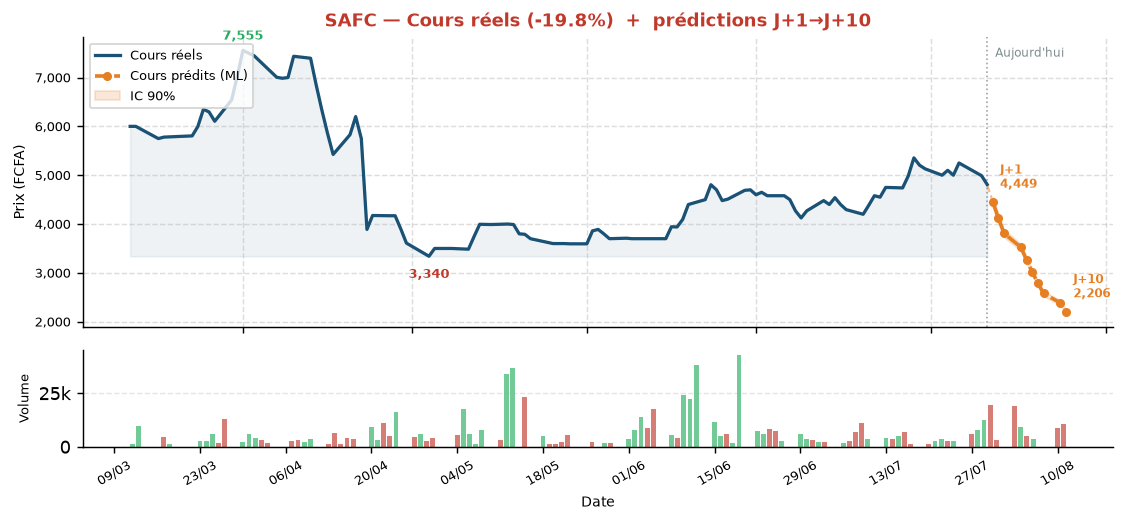 SAFC — Cours réels (-19.8%)  +  prédictions J+1→J+10
7,555
Cours réels
Cours prédits (ML)
IC 90%
Aujourd'hui
Prix (FCFA)
7,000
6,000
5,000
4,000
3,000
2,000
J+1
4,449
3,340
J+10
2,206
Volume
25k
0
09/03
23/03
06/04
20/04
04/05
18/05
01/06
15/06
29/06
13/07
27/07
10/08
Date